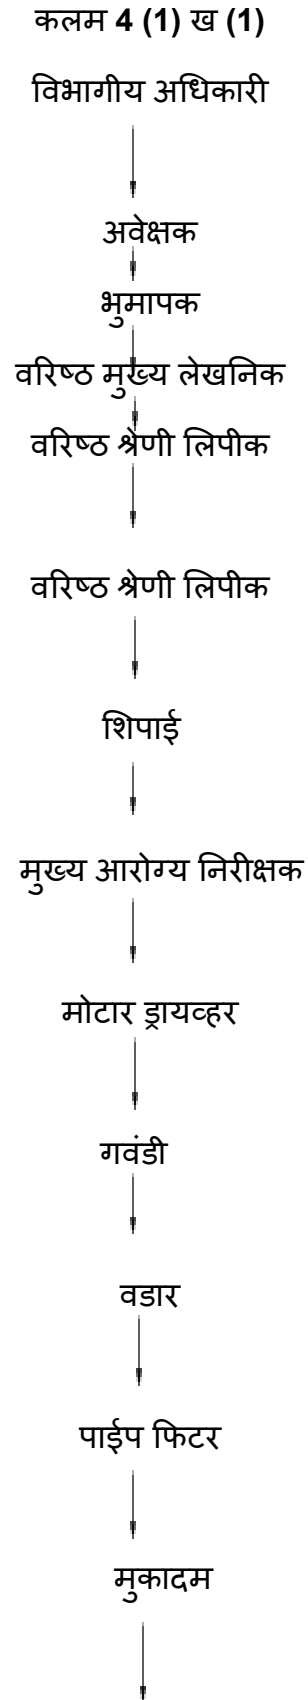 कलम 4 (1) ख (1)
विभागीय अधिकारी
अवेक्षक
भुमापक
वरिष्ठ मुख्य लेखनिक
वरिष्ठ श्रेणी लिपीक
वरिष्ठ श्रेणी लिपीक
शिपाई
मुख्य आरोग्य निरीक्षक
मोटार ड्रायव्हर
गवंडी
वडार
पाईप फिटर
मुकादम